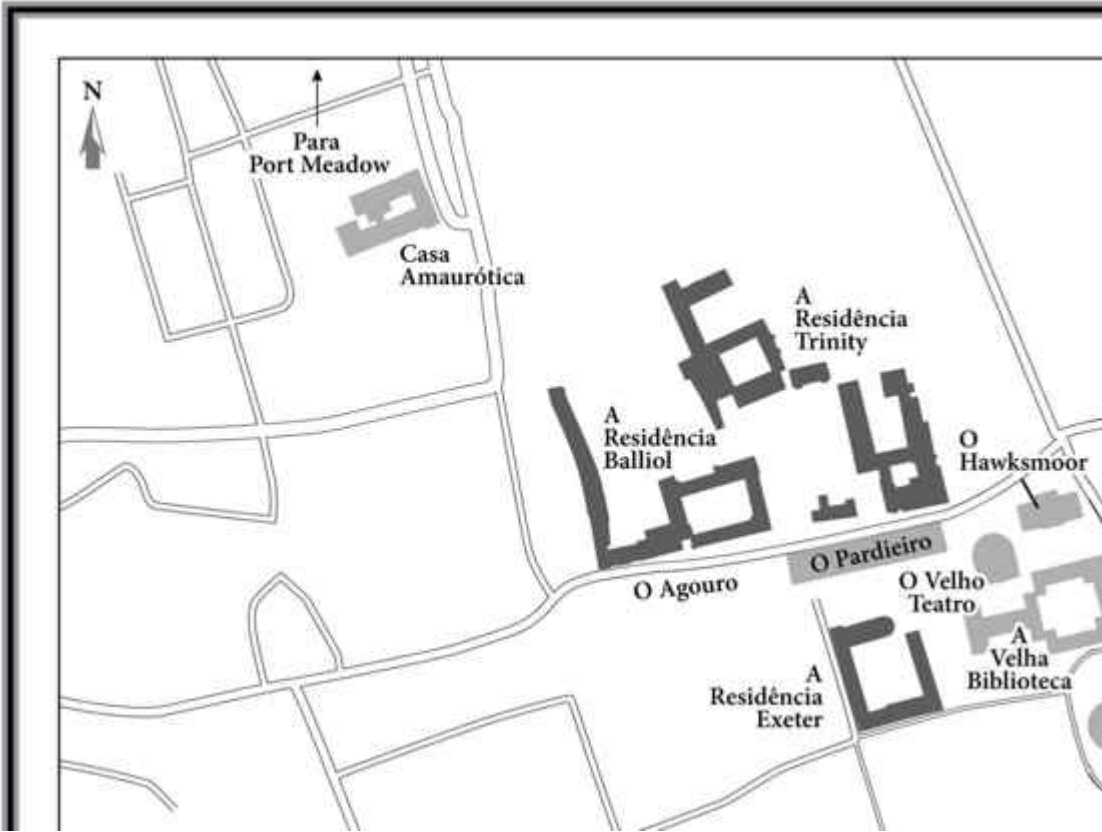 N
Para
Port Meadow
Casa
Amaurótica
A
Residência
Trinity
A
Residência
Balliol
O
Hawksmoor
O Pardieiro
O Agouro
O Velho
Teatro
A
Velha
Biblioteca
A
Residência
Exeter